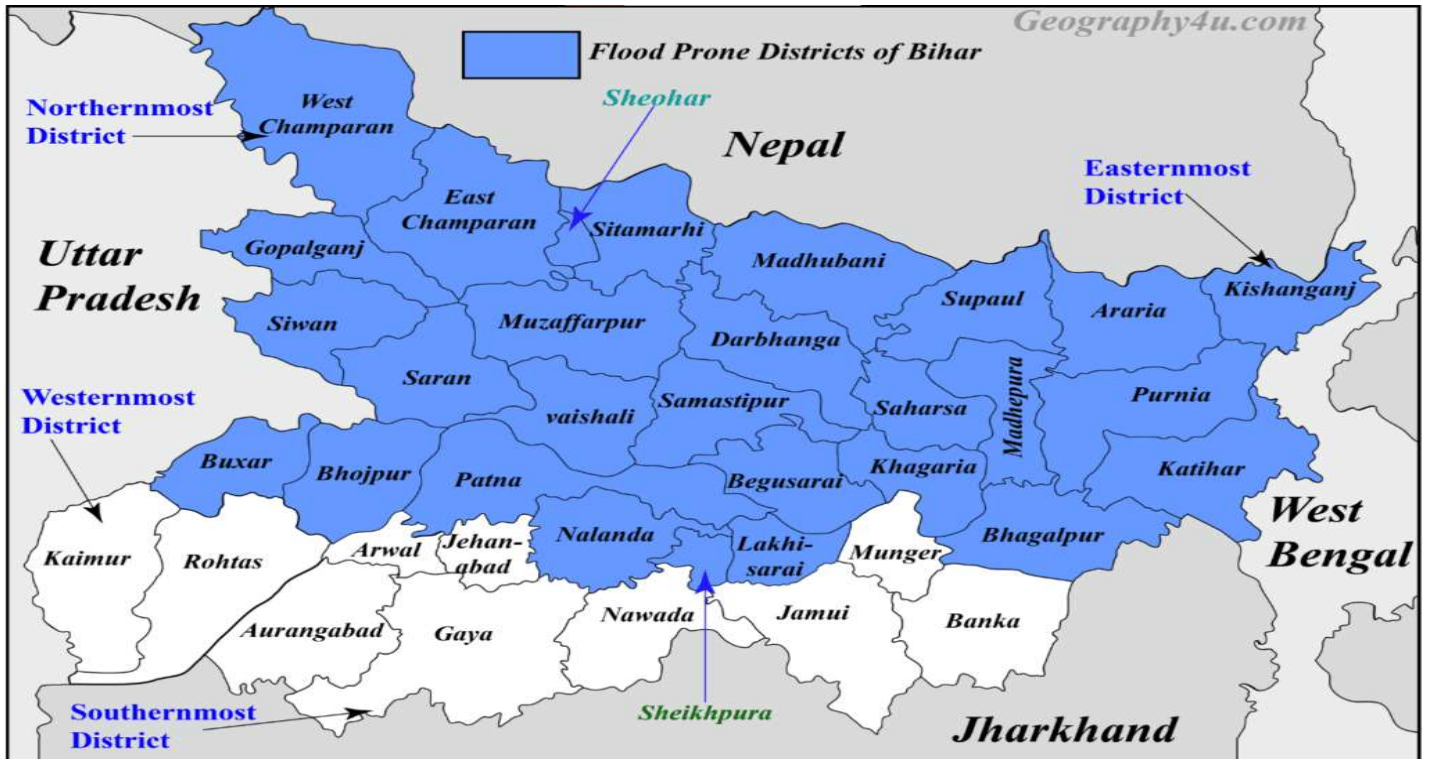 Geography4u.com
Flood Prone Districts of Bihar
Sheohar
Northernmost
District
West
Champaran
Nepal
Easternmost
District
East
Champaran
Sitamarhi
Gopalganj
Uttar
Pradesh
Madhubani
Kishanganj
Supaul
Araria
Siwan
Muzaffarpur
Darbhanga
Saran
Westernmost
District
vaishali
Samastipur
Saharsa
Madhepura
Purnia
Buxar
Bhojpur
Patna
Begusarai
Khagaria
Katihar
West
Bengal
Kaimur
Rohtas
Arwal
Jehan-
abad
Nalanda
Lakhi-
sarai
Munger
Bhagalpur
Aurangabad
Gaya
Nawada
Jamui
Banka
Southernmost
District
Sheikhpura
Jharkhand